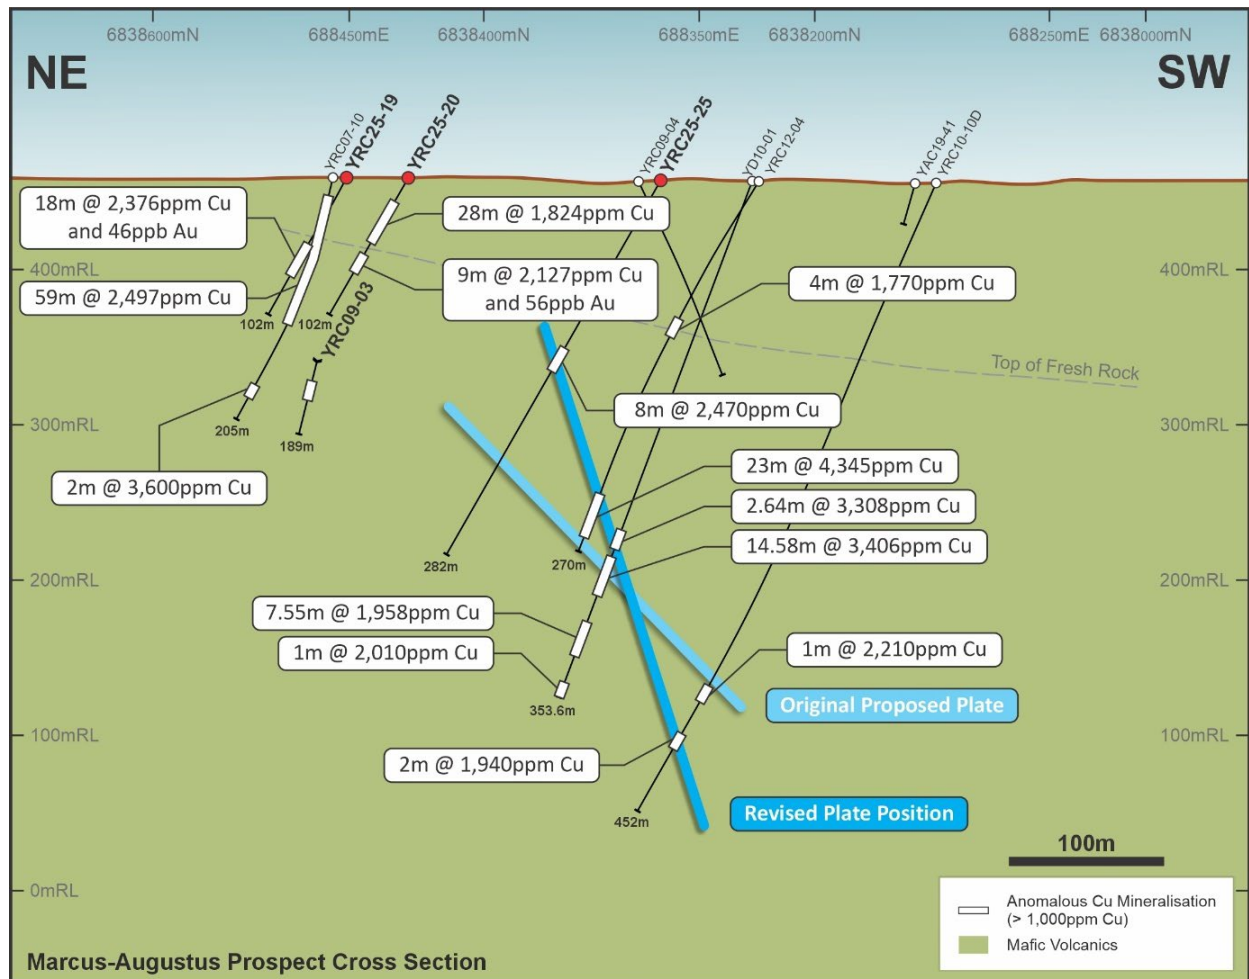 6838600mN
688450mE
6838400mN
688350mE
6838200mN
688250mE
6838000mN
NE
SW
YRC07-10
YRC25-19
YRC25-20
YRC09-04
YRC25-25
YD10-01
YRC12-04
YAC19-41
YRC10-10D
18m @ 2,376ppm Cu
and 46ppb Au
28m @ 1,824ppm Cu
400mRL
9m @ 2,127ppm Cu
and 56ppb Au
4m @ 1,770ppm Cu
400mRL
59m @ 2,497ppm Cu
102m
102m
YRC09-03
Top of Fresh Rock
8m @ 2,470ppm Cu
300mRL
300mRL
205m
189m
2m @ 3,600ppm Cu
23m @ 4,345ppm Cu
2.64m @ 3,308ppm Cu
14.58m @ 3,406ppm Cu
282m
270m
200mRL
200mRL
7.55m @ 1,958ppm Cu
1m @ 2,010ppm Cu
1m @ 2,210ppm Cu
353.6m
Original Proposed Plate
100mRL
100mRL
2m @ 1,940ppm Cu
452m
Revised Plate Position
100m
0mRL
Anomalous Cu Mineralisation
(> 1,000ppm Cu)
Mafic Volcanics
Marcus-Augustus Prospect Cross Section